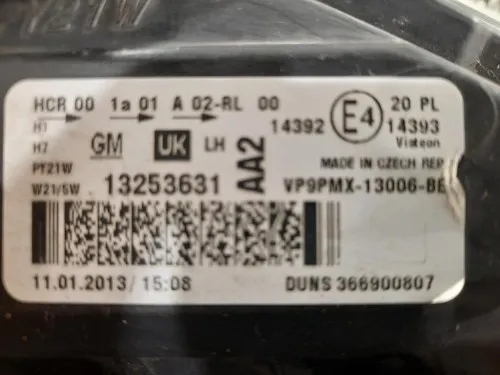 HCR 00 1a 01 A 02-RL 00
H1
H7
PY21W
W21/5W
GM UK LH AA2
13253631
14392 E4 20 PL
14393
Visteon
MADE IN CZECH REP
VP9PMX-13006-BE
11.01.2013/ 15:08
DUNS 366900807